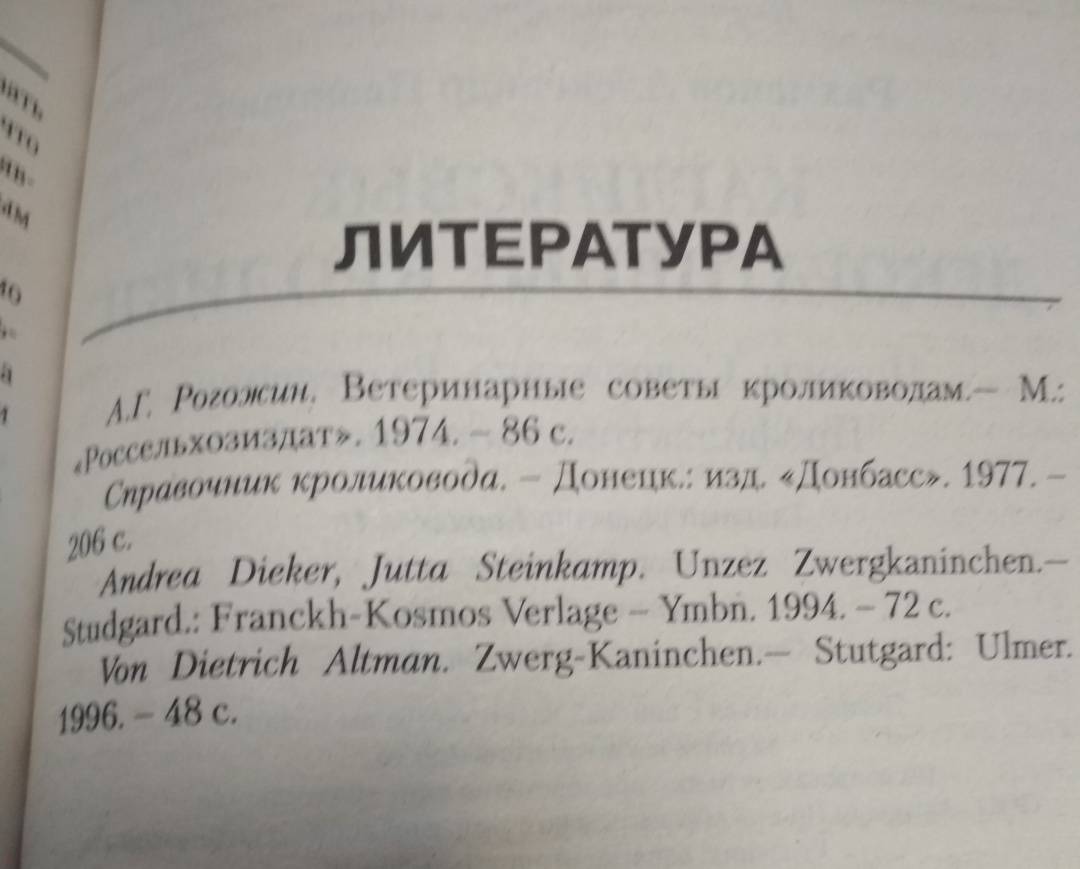 ЛИТЕРАТУРА
А.Г. Рогожин. Ветеринарные советы кролиководам.— М.:
«Россельхозиздат». 1974. – 86 с.
Справочник кроликовода. – Донецк.: изд. «Донбасс». 1977. –
206 с.
Andrea Dieker, Jutta Steinkamp. Unzez Zwergkaninchen.—
Studgard.: Franckh-Kosmos Verlage – Ymbn. 1994. – 72 с.
Von Dietrich Altman. Zwerg-Kaninchen.— Stutgard: Ulmer.
1996. – 48 с.